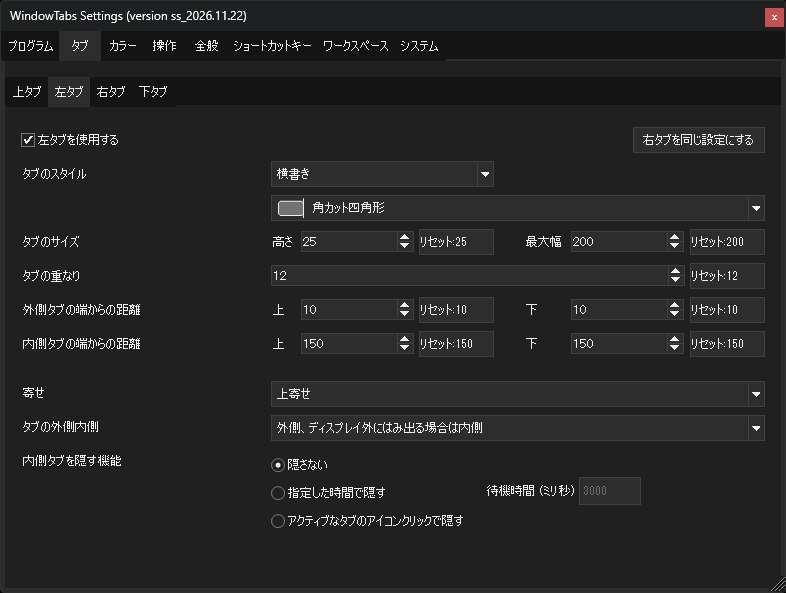 WindowTabs Settings (version ss_2026.11.22)
x
プログラム タブ カラー 操作 全般 ショートカットキー ワークスペース システム
上タブ 左タブ 右タブ 下タブ
左タブを使用する 右タブを同じ設定にする
タブのスタイル 横書き
角カット四角形
タブのサイズ 高さ 25 リセット:25 最大幅 200 リセット:200
タブの重なり 12 リセット:12
外側タブの端からの距離 上 10 リセット:10 下 10 リセット:10
内側タブの端からの距離 上 150 リセット:150 下 150 リセット:150
寄せ 上寄せ
タブの外側内側 外側、ディスプレイ外にはみ出る場合は内側
内側タブを隠す機能 隠さない
指定した時間で隠す 待機時間 (ミリ秒) 3000
アクティブなタブのアイコンクリックで隠す